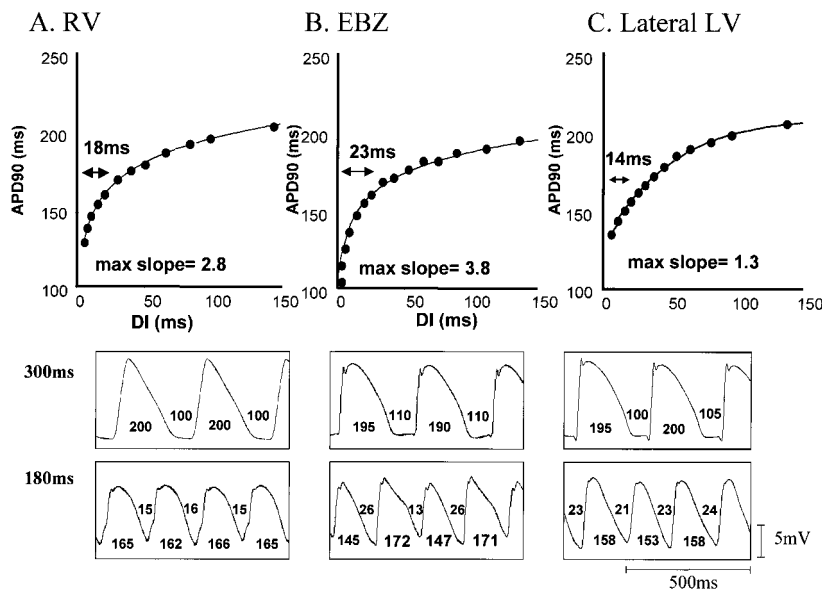 A. RV
B. EBZ
C. Lateral LV
250
200
150
100
APD90 (ms)
18ms
max slope= 2.8
0
50
100
150
DI (ms)
250
200
150
100
APD90 (ms)
23ms
max slope= 3.8
0
50
100
150
DI (ms)
250
200
150
100
APD90 (ms)
14ms
max slope= 1.3
0
50
100
150
DI (ms)
300ms
200 100 200 100
195 110 190 110
195 100 200 105
180ms
15 16 15
165 162 166 165
26 13 26
145 172 147 171
23 21 23 24
158 153 158
5mV
500ms